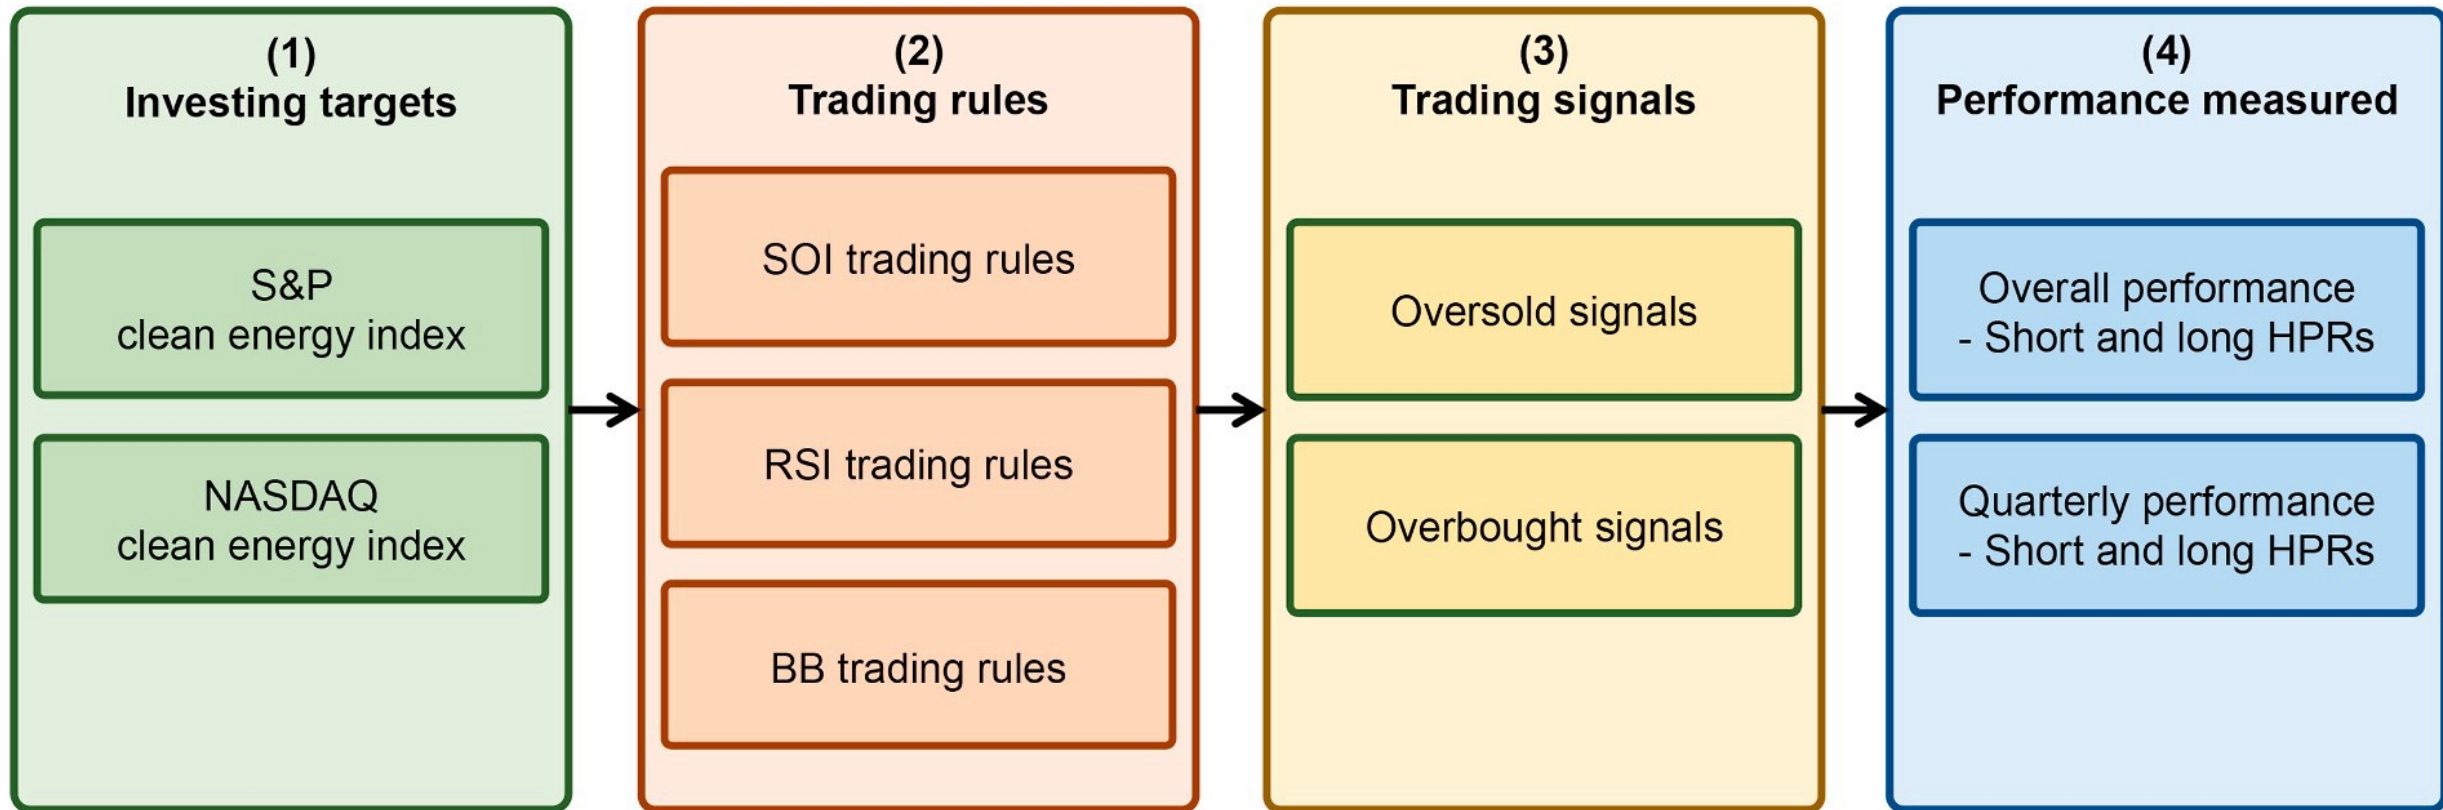 (1)
Investing targets
S&P
clean energy index
NASDAQ
clean energy index
(2)
Trading rules
SOI trading rules
RSI trading rules
BB trading rules
(3)
Trading signals
Oversold signals
Overbought signals
(4)
Performance measured
Overall performance
- Short and long HPRs
Quarterly performance
- Short and long HPRs